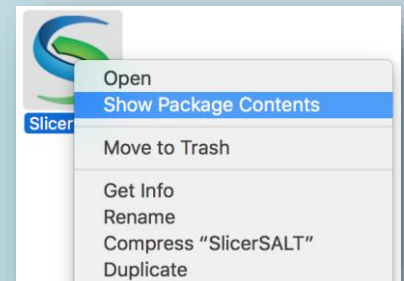 Slicer
Open
Show Package Contents
Move to Trash
Get Info
Rename
Compress “SlicerSALT”
Duplicate